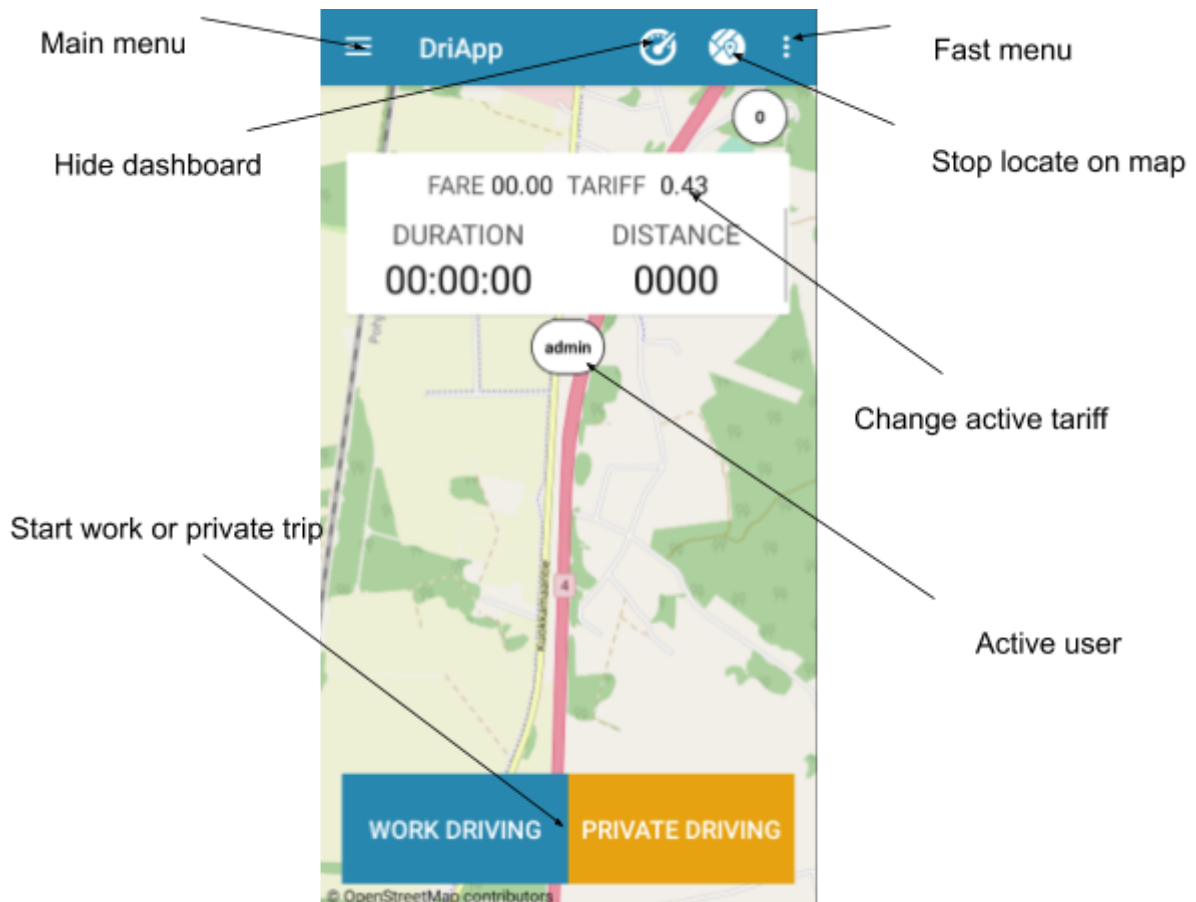 Main menu
DriApp
Fast menu
0
Hide dashboard
Stop locate on map
FARE 00.00 TARIFF 0.43
DURATION DISTANCE
00:00:00 0000
Pohj
admin
Change active tariff
Start work or private trip
4
Kuokkamaantie
Active user
WORK DRIVING PRIVATE DRIVING
© OpenStreetMap contributors